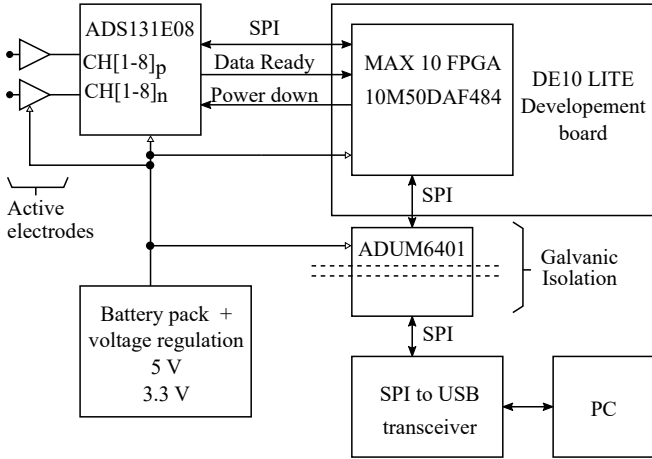 ADS131E08
CH[1-8]p
CH[1-8]n
SPI
Data Ready
Power down
MAX 10 FPGA
10M50DAF484
DE10 LITE
Developement
board
Active
electrodes
SPI
ADUM6401
Galvanic
Isolation
Battery pack +
voltage regulation
5 V
3.3 V
SPI
SPI to USB
transceiver
PC